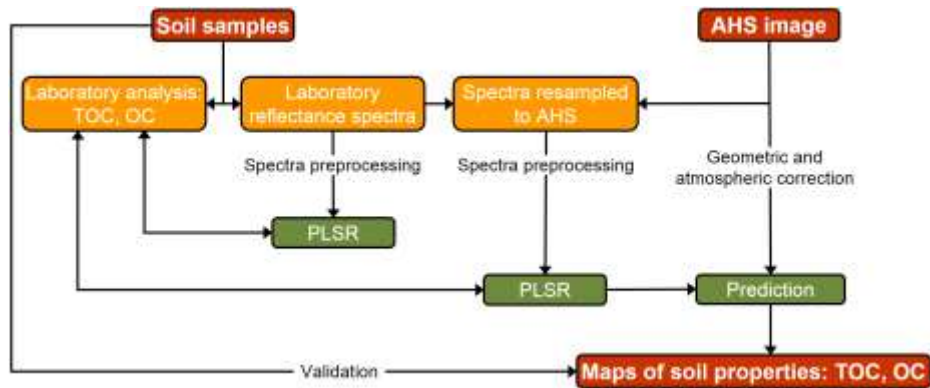 Soil samples
AHS image
Laboratory analysis:
TOC, OC
Laboratory
reflectance spectra
Spectra resampled
to AHS
Spectra preprocessing
Spectra preprocessing
Geometric and
atmospheric correction
PLSR
PLSR
Prediction
Validation
Maps of soil properties: TOC, OC